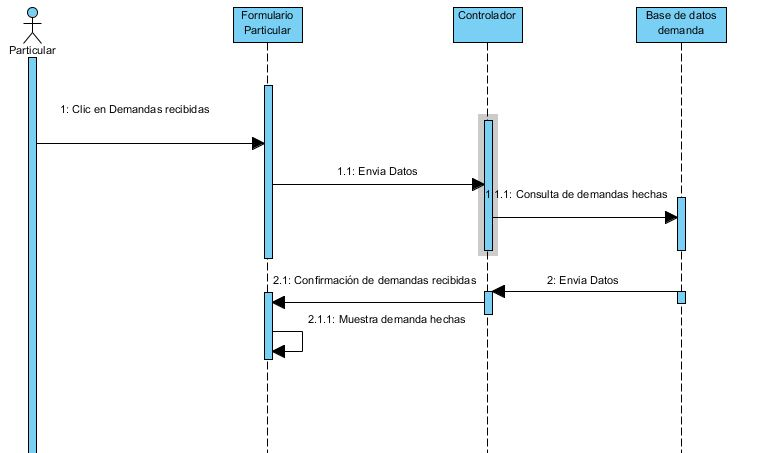 Particular
Formulario
Particular
Controlador
Base de datos
demanda
1: Clic en Demandas recibidas
1.1: Envia Datos
1.1.1: Consulta de demandas hechas
2: Envía Datos
2.1: Confirmación de demandas recibidas
2.1.1: Muestra demanda hechas